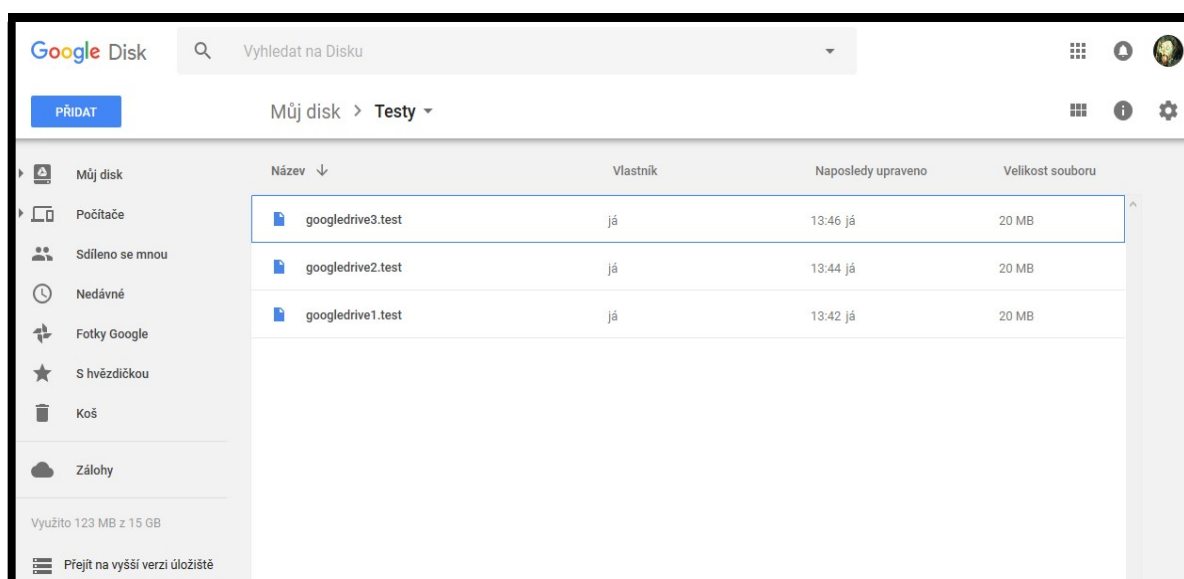 Google Disk
Vyhledat na Disku
PŘIDAT
Můj disk > Testy
Můj disk
Počítače
Sdíleno se mnou
Nedávné
Fotky Google
S hvězdičkou
Koš
Zálohy
Využito 123 MB z 15 GB
Přejít na vyšší verzi úložiště
Název Vlastník Naposledy upraveno Velikost souboru
googledrive3.test já 13:46 já 20 MB
googledrive2.test já 13:44 já 20 MB
googledrive1.test já 13:42 já 20 MB